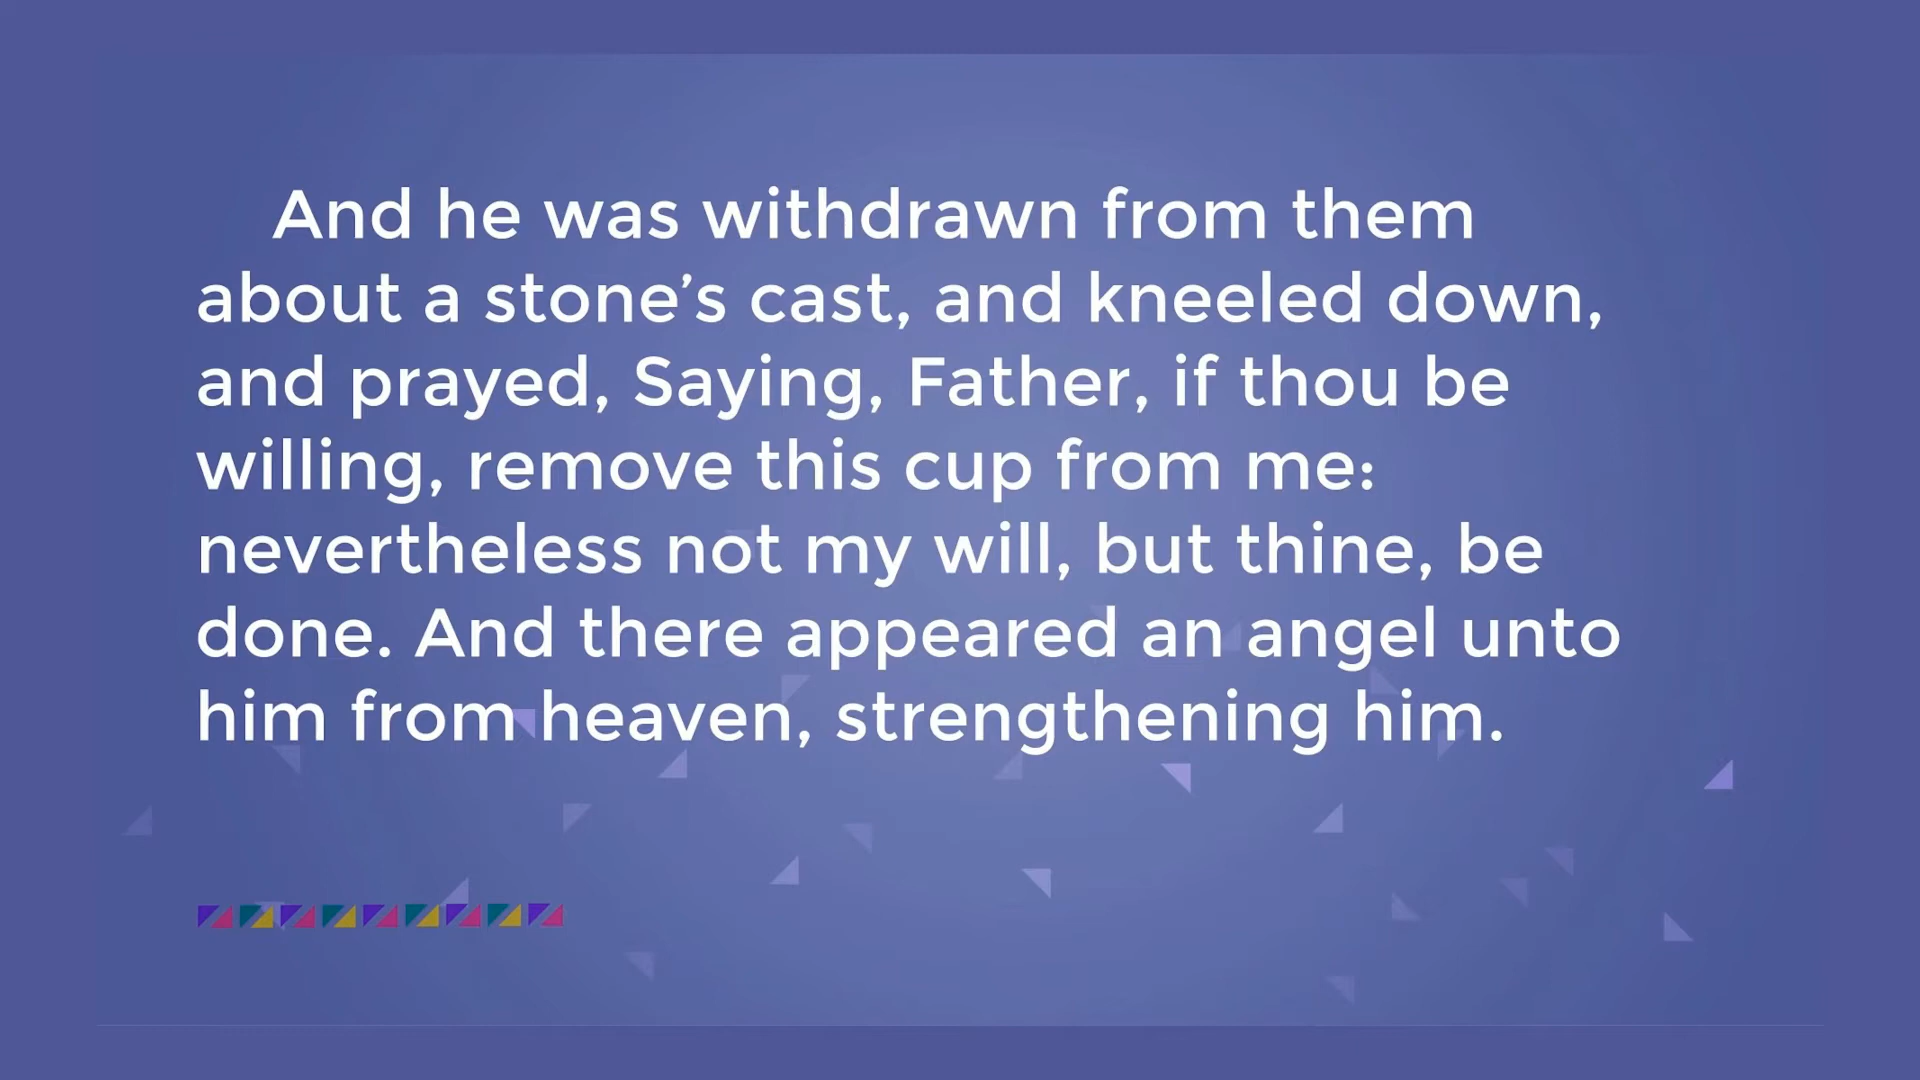 And he was withdrawn from them
about a stone’s cast, and kneeled down,
and prayed, Saying, Father, if thou be
willing, remove this cup from me:
nevertheless not my will, but thine, be
done. And there appeared an angel unto
him from heaven, strengthening him.